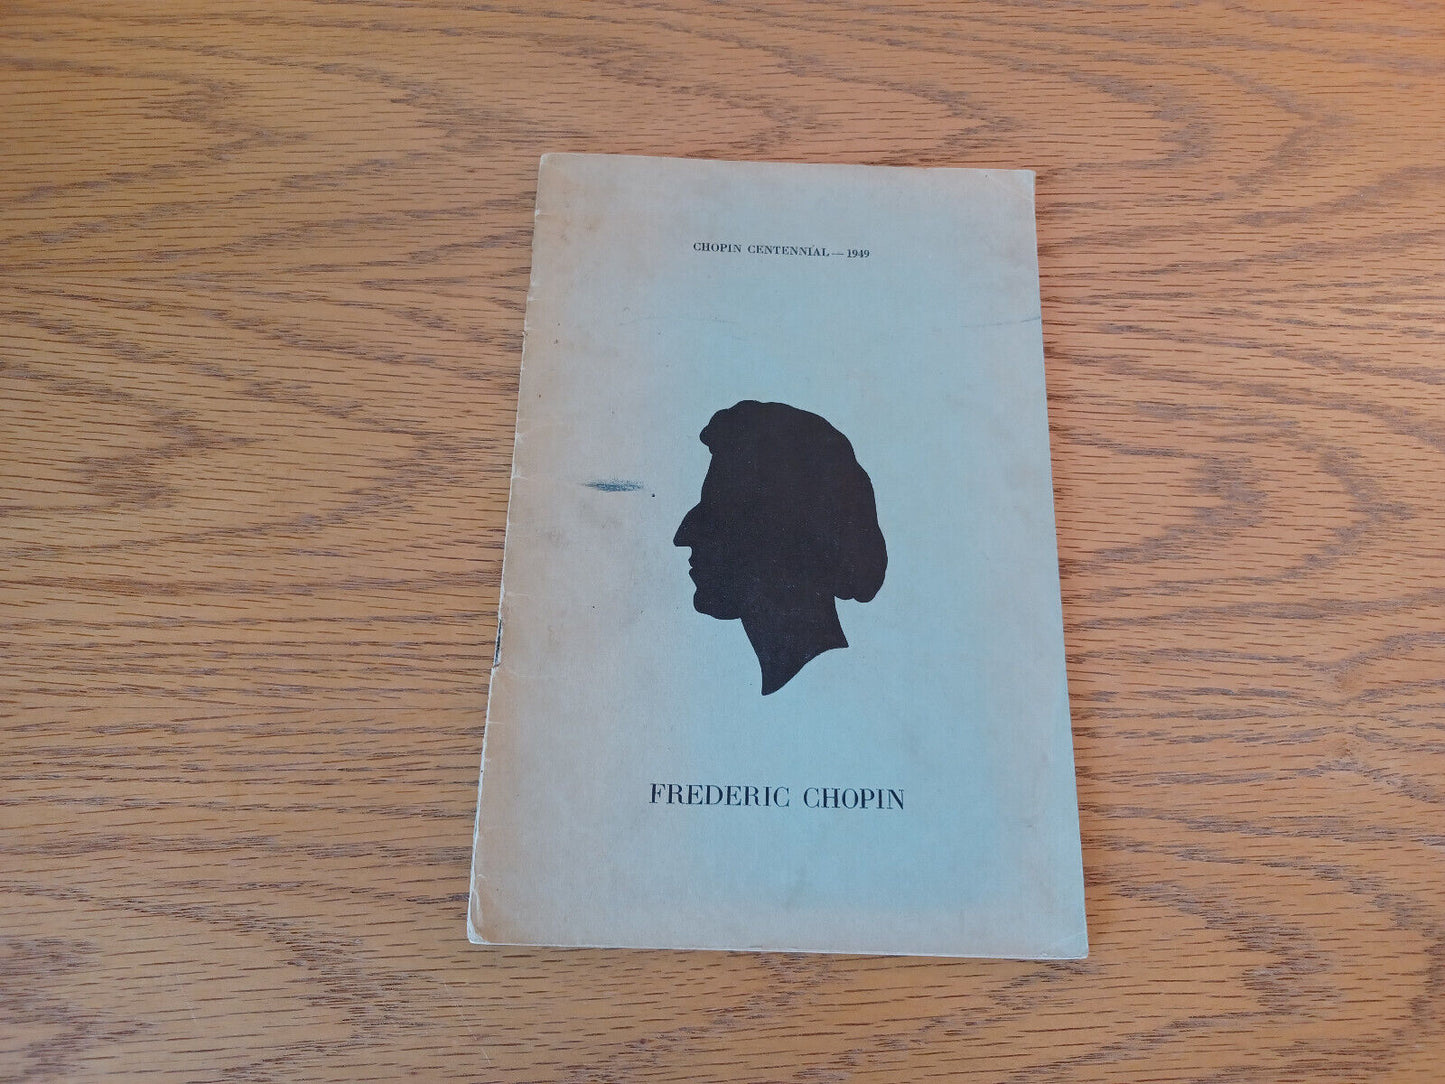 CHOPIN CENTENNIAL — 1949
FREDERIC CHOPIN